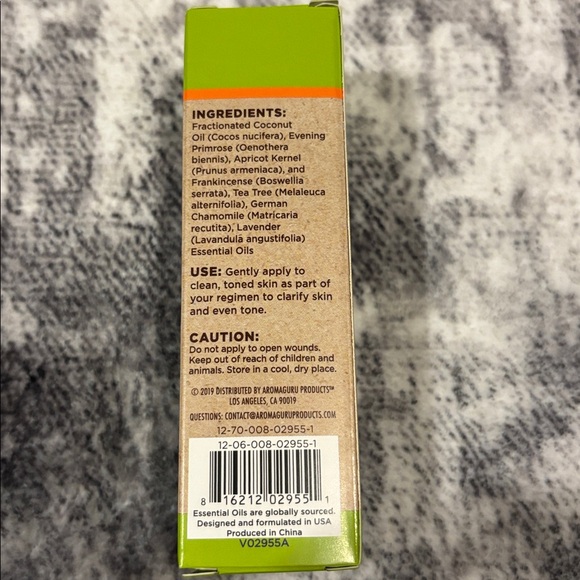 INGREDIENTS:
Fractionated Coconut
Oil (Cocos nucifera), Evening
Primrose (Oenothera
biennis), Apricot Kernel
(Prunus armeniaca), and
Frankincense (Boswellia
serrata), Tea Tree (Melaleuca
alternifolia), German
Chamomile (Matricaria
recutita), Lavender
(Lavandula angustifolia)
Essential Oils
USE: Gently apply to
clean, toned skin as part of
your regimen to clarify skin
and even tone.
CAUTION:
Do not apply to open wounds.
Keep out of reach of children and
animals. Store in a cool, dry place.
© 2019 DISTRIBUTED BY AROMAGURU PRODUCTS™
LOS ANGELES, CA 90019
QUESTIONS: CONTACT@AROMAGURUPRODUCTS.COM
12-70-008-02955-1
12-06-008-02955-1
8 16212 02955 1
Essential Oils are globally sourced.
Designed and formulated in USA
Produced in China
V02955A